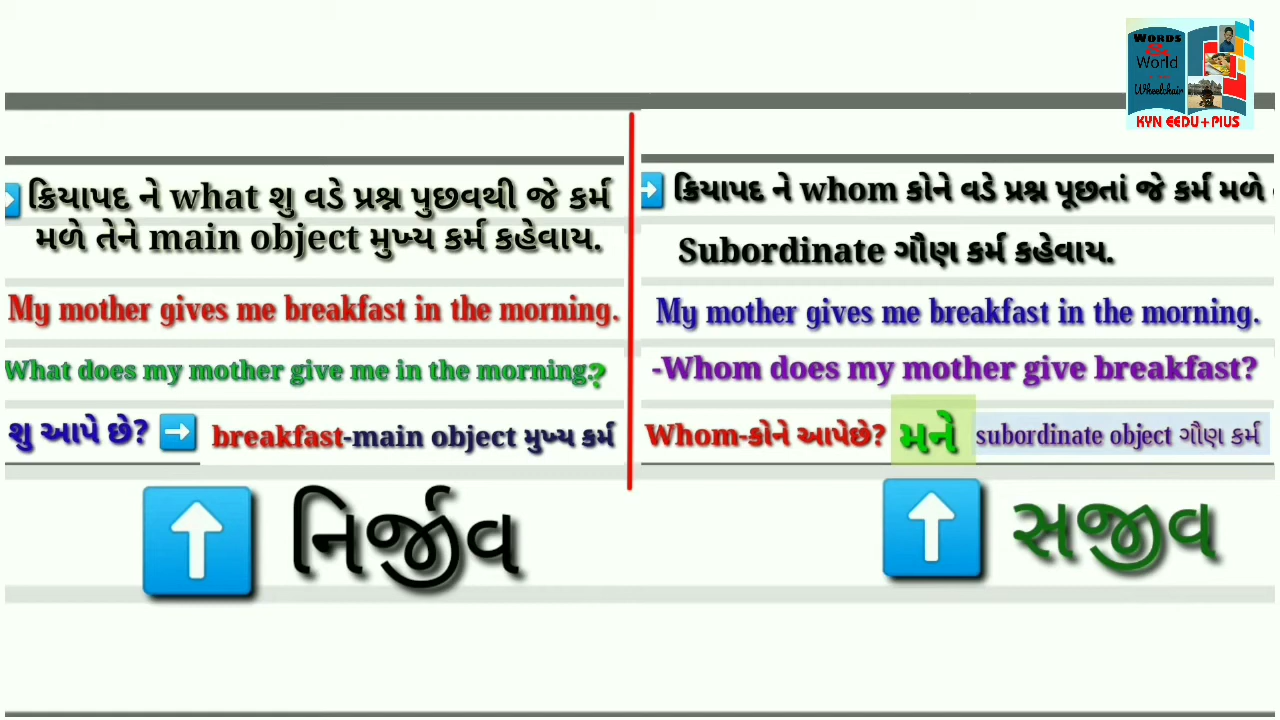 Words
World
Wheelchair
KYN EEDU+PlUS
ક્રિયાપદ ને what શુ વડે પ્રશ્ન પુછવથી જે કર્મ
મળે તેને main object મુખ્ય કર્મ કહેવાય.
My mother gives me breakfast in the morning.
What does my mother give me in the morning.?
શુ આપે છે? ➡ breakfast-main object મુખ્ય કર્મ
નિર્જીવ
ક્રિયાપદ ને whom કોને વડે પ્રશ્ન પૂછતાં જે કર્મ મળે
Subordinate ગૌણ કર્મ કહેવાય.
My mother gives me breakfast in the morning.
-Whom does my mother give breakfast?
Whom-કોને આપેછે? મને subordinate object ગૌણ કર્મ
સજીવ